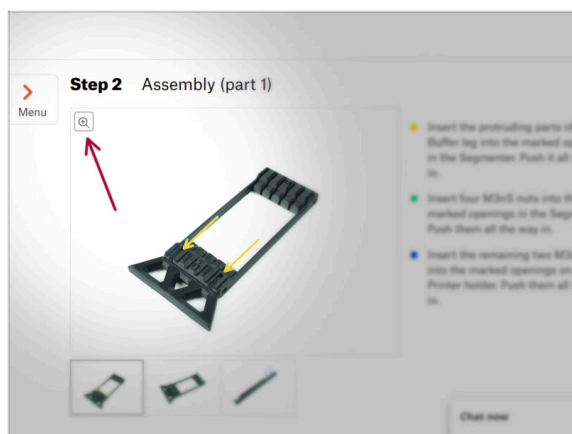 Step 2 Assembly (part 1)
Menu
Insert the protruding parts of
Buffer leg into the marked op
in the Segmenter. Push it all
in.
Insert four M3nS nuts into th
marked openings in the Seg
Push them all the way in.
Insert the remaining two M3
into the marked openings on
Printer holder. Push them all
in.
Chat now